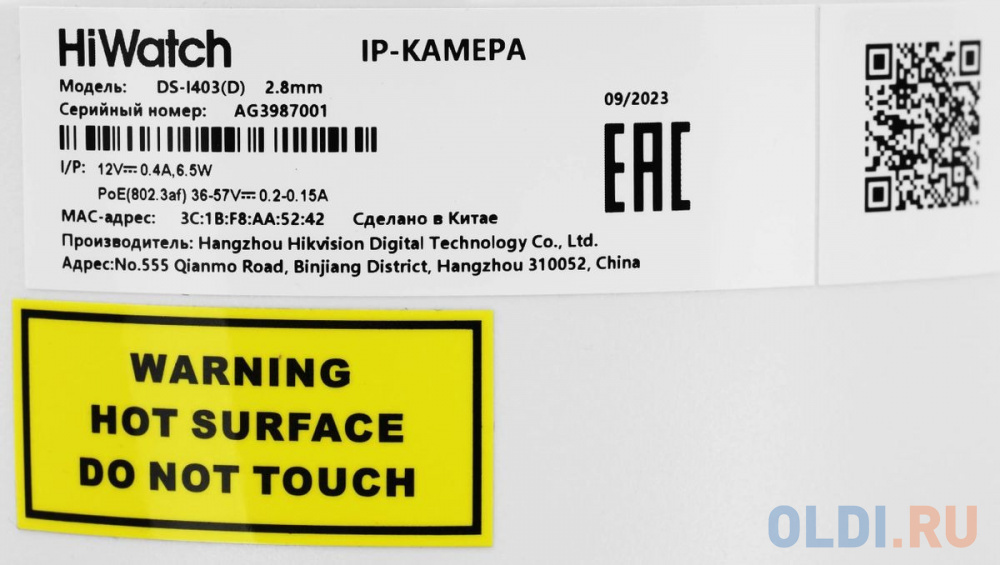 HiWatch
IP-КАМЕРА
Модель: DS-I403(D) 2.8mm
Серийный номер: AG3987001
09/2023
EAC
I/P: 12V⎓0.4A,6.5W
PoE(802.3af) 36-57V⎓0.2-0.15A
MAC-адрес: 3C:1B:F8:AA:52:42 Сделано в Китае
Производитель: Hangzhou Hikvision Digital Technology Co., Ltd.
Адрес:No.555 Qianmo Road, Binjiang District, Hangzhou 310052, China
WARNING
HOT SURFACE
DO NOT TOUCH
OLDI.RU